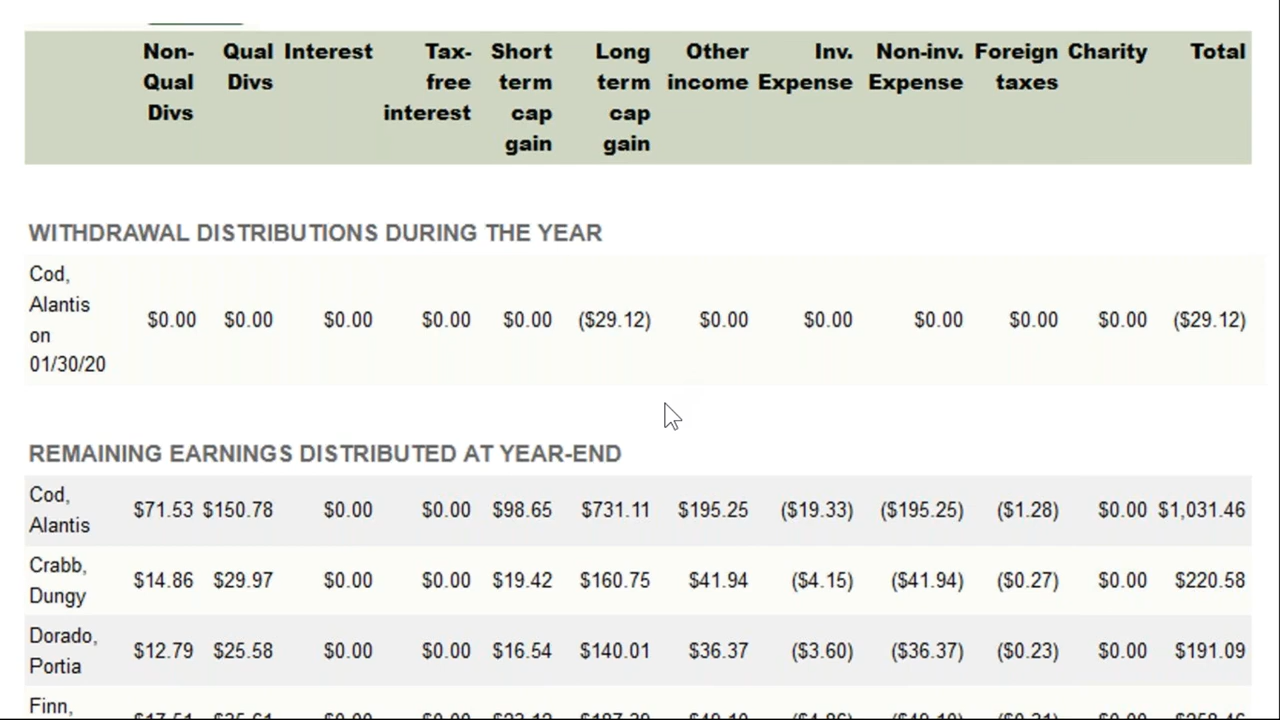 Non-Qual Divs Qual Divs Interest Tax-free interest Short term cap gain Long term cap gain Other income Inv. Expense Non-inv. Expense Foreign taxes Charity Total
WITHDRAWAL DISTRIBUTIONS DURING THE YEAR
Cod, Alantis on 01/30/20 $0.00 $0.00 $0.00 $0.00 $0.00 ($29.12) $0.00 $0.00 $0.00 $0.00 $0.00 ($29.12)
REMAINING EARNINGS DISTRIBUTED AT YEAR-END
Cod, Alantis $71.53 $150.78 $0.00 $0.00 $98.65 $731.11 $195.25 ($19.33) ($195.25) ($1.28) $0.00 $1,031.46
Crabb, Dungy $14.86 $29.97 $0.00 $0.00 $19.42 $160.75 $41.94 ($4.15) ($41.94) ($0.27) $0.00 $220.58
Dorado, Portia $12.79 $25.58 $0.00 $0.00 $16.54 $140.01 $36.37 ($3.60) ($36.37) ($0.23) $0.00 $191.09
Finn,